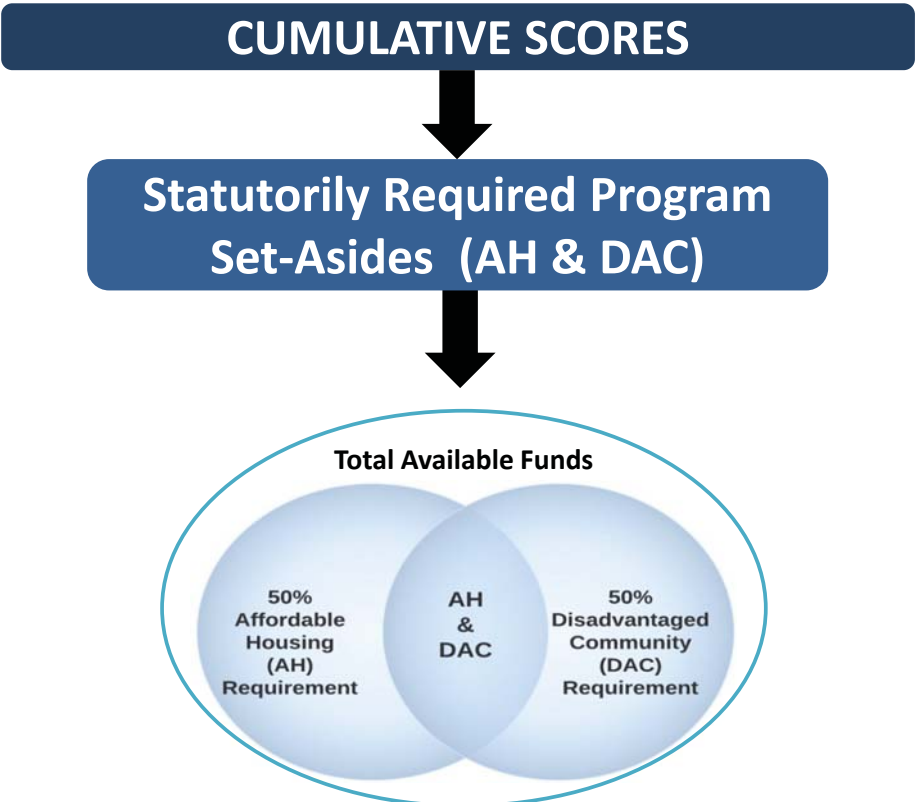 CUMULATIVE SCORES
Statutorily Required Program
Set-Asides (AH & DAC)
Total Available Funds
50%
Affordable
Housing
(AH)
Requirement
AH
&
DAC
50%
Disadvantaged
Community
(DAC)
Requirement